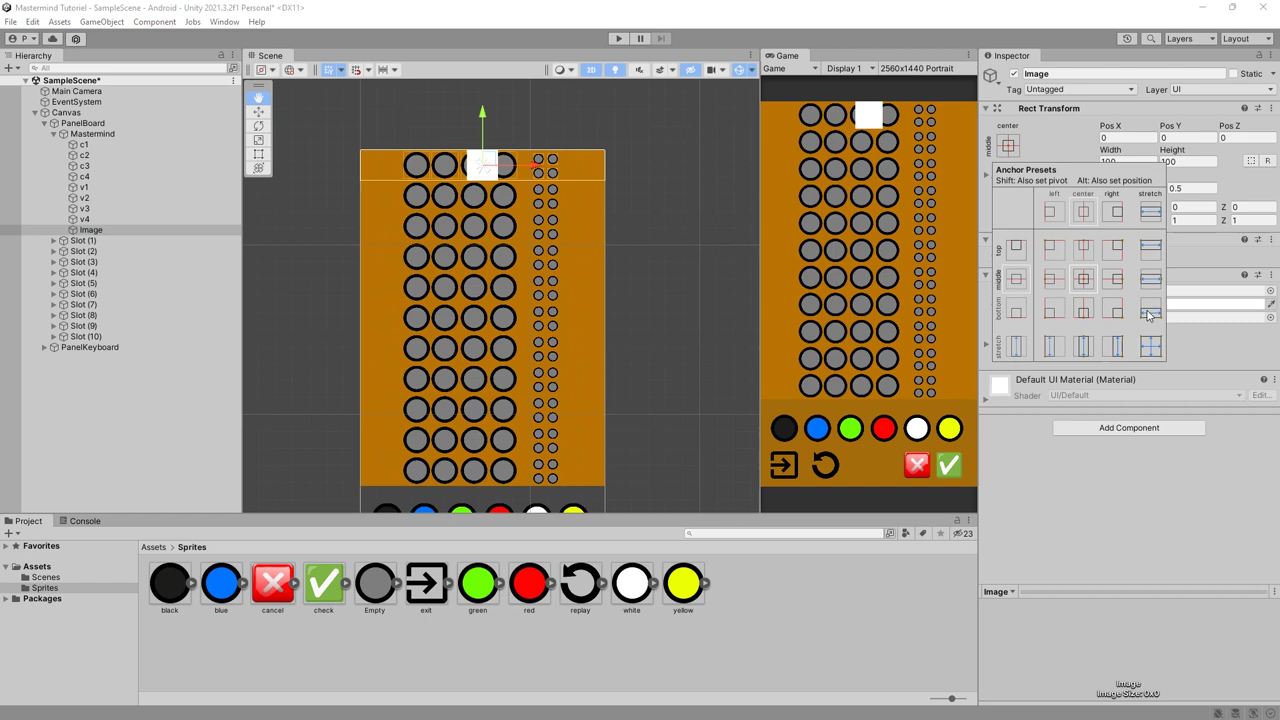 Mastermind Tutoriel - SampleScene - Android - Unity 2021.3.2f1 Personal* <DX11>
File Edit Assets GameObject Component Jobs Window Help
P Layers Layout
Hierarchy Scene Game Inspector
All 2D Game Display 1 2560x1440 Portrait Image Static
SampleScene* Tag Untagged Layer UI
Main Camera
EventSystem Rect Transform
Canvas center Pos X Pos Y Pos Z
PanelBoard 0 0 0
Mastermind middle Width Height
c1 100 100 R
c2 Anchor Presets
c3 Shift: Also set pivot Alt: Also set position
c4 left center right stretch 0.5
v1 0 Z 0
v2 1 Z 1
v3
v4
Image top
Slot (1)
Slot (2)
Slot (3) middle
Slot (4)
Slot (5)
Slot (6) bottom
Slot (7)
Slot (8)
Slot (9)
Slot (10) stretch
PanelKeyboard
Default UI Material (Material)
Shader UI/Default Edit...
Add Component
Project Console
23
Favorites Assets > Sprites
Assets
Scenes
Sprites
Packages
black blue cancel check Empty exit green red replay white yellow
Image
Image
Image Size: 0x0